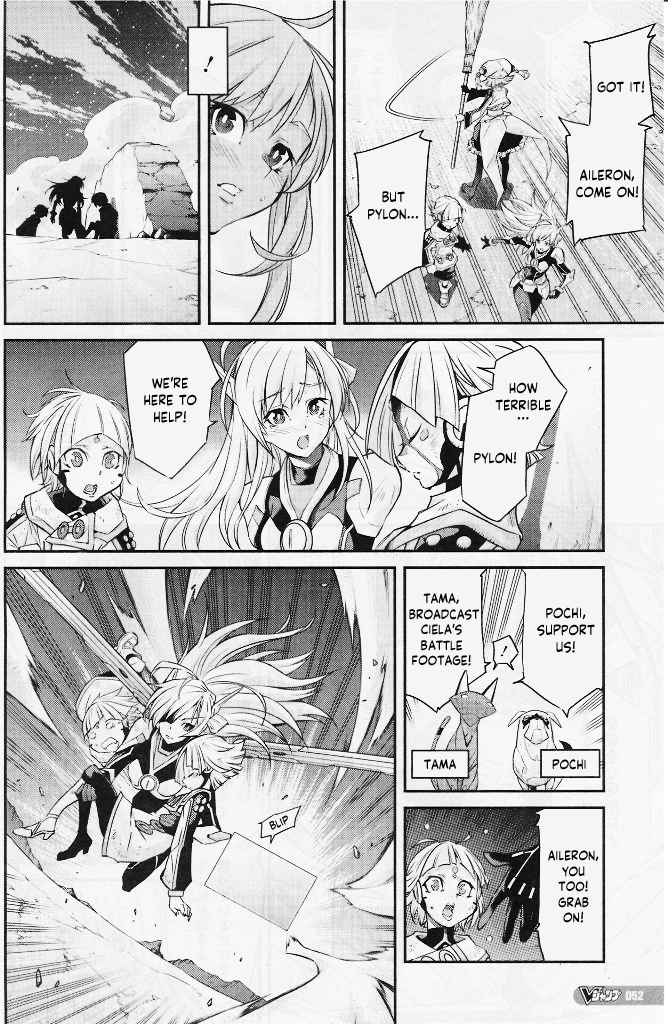 GOT IT!
AILERON,
COME ON!
BUT
PYLON...
!
HOW
TERRIBLE
...
PYLON!
WE'RE
HERE TO
HELP!
POCHI,
SUPPORT
US!
!
TAMA,
BROADCAST
CIELA'S
BATTLE
FOOTAGE!
POCHI
TAMA
AILERON,
YOU
TOO!
GRAB
ON!
BLIP
Vジャンプ 052